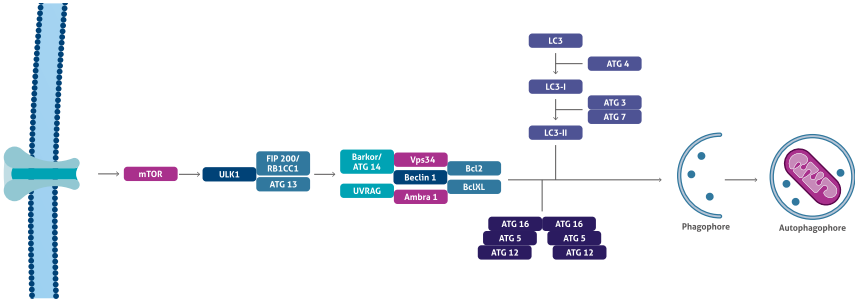 mTOR
ULK1
FIP 200/
RB1CC1
ATG 13
Barkor/
ATG 14
UVRAG
Vps34
Beclin 1
Ambra 1
Bcl2
BclXL
LC3
ATG 4
LC3-I
ATG 3
ATG 7
LC3-II
ATG 16
ATG 16
ATG 5
ATG 5
ATG 12
ATG 12
Phagophore
Autophagophore